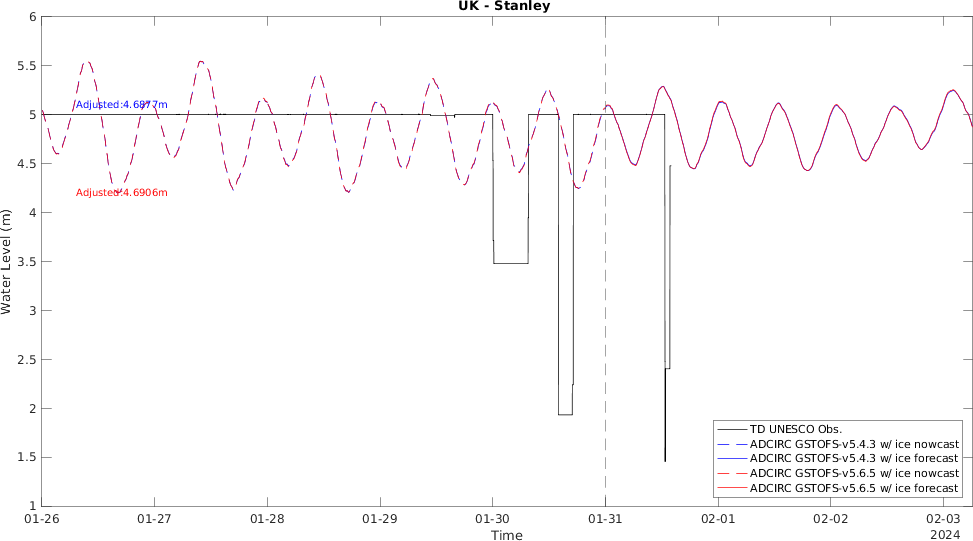 UK - Stanley
6
5.5
5
4.5
4
3.5
3
2.5
2
1.5
1
Water Level (m)
Adjusted:4.6877m
Adjusted:4.6906m
TD UNESCO Obs.
ADCIRC GSTOFS-v5.4.3 w/ ice nowcast
ADCIRC GSTOFS-v5.4.3 w/ ice forecast
ADCIRC GSTOFS-v5.6.5 w/ ice nowcast
ADCIRC GSTOFS-v5.6.5 w/ ice forecast
01-26 01-27 01-28 01-29 01-30 01-31 02-01 02-02 02-03
Time
2024